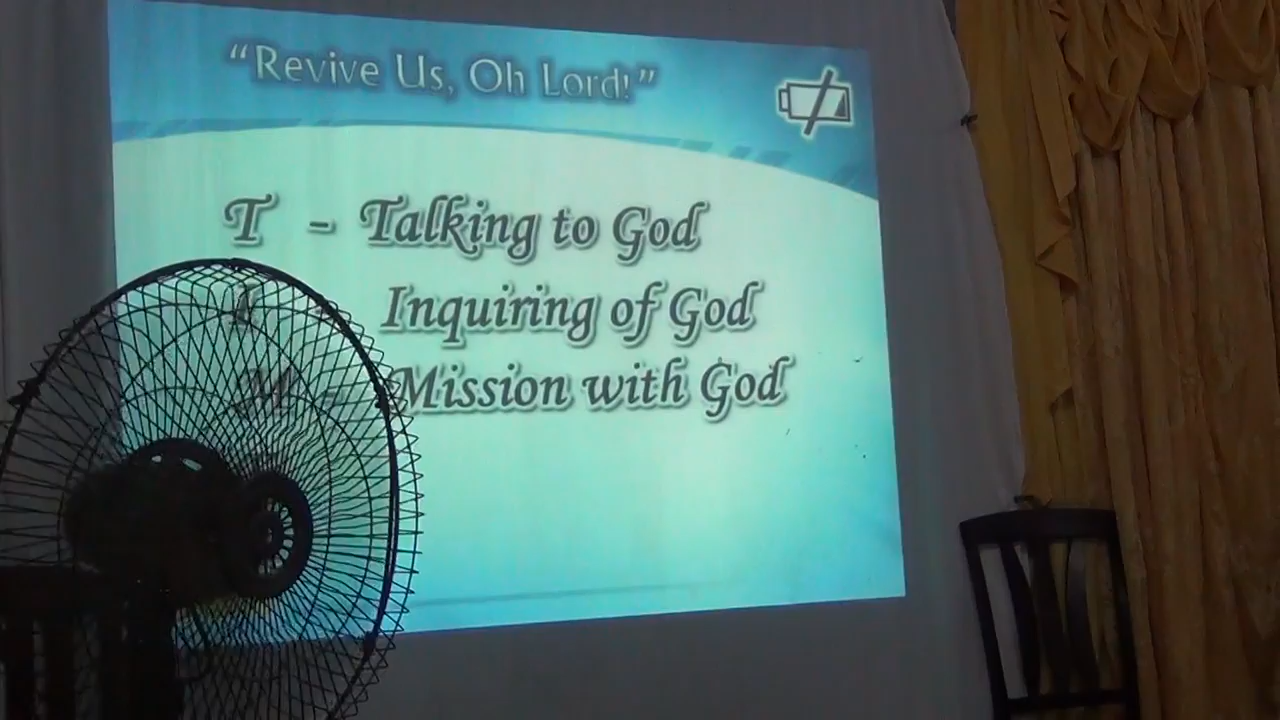 “Revive Us, Oh Lord!”
T - Talking to God
I - Inquiring of God
M - Mission with God